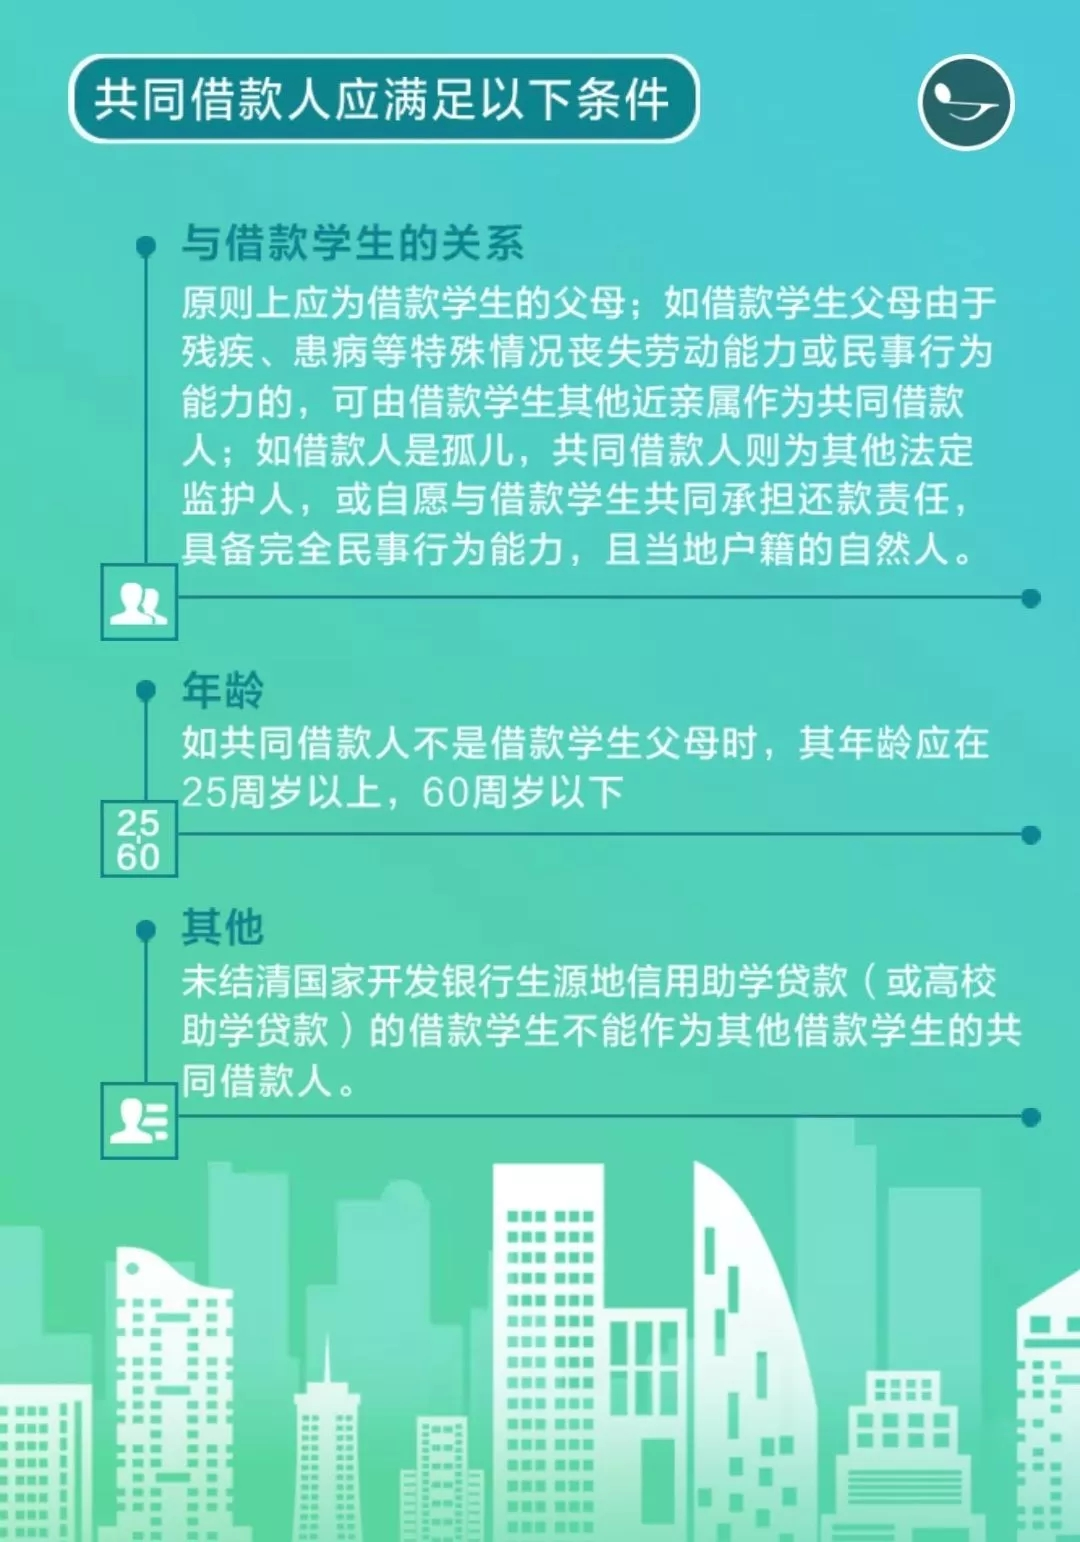 共同借款人应满足以下条件
与借款学生的关系
原则上应为借款学生的父母；如借款学生父母由于
残疾、患病等特殊情况丧失劳动能力或民事行为
能力的，可由借款学生其他近亲属作为共同借款
人；如借款人是孤儿，共同借款人则为其他法定
监护人，或自愿与借款学生共同承担还款责任，
具备完全民事行为能力，且当地户籍的自然人。
年龄
如共同借款人不是借款学生父母时，其年龄应在
25周岁以上，60周岁以下
25
60
其他
未结清国家开发银行生源地信用助学贷款（或高校
助学贷款）的借款学生不能作为其他借款学生的共
同借款人。